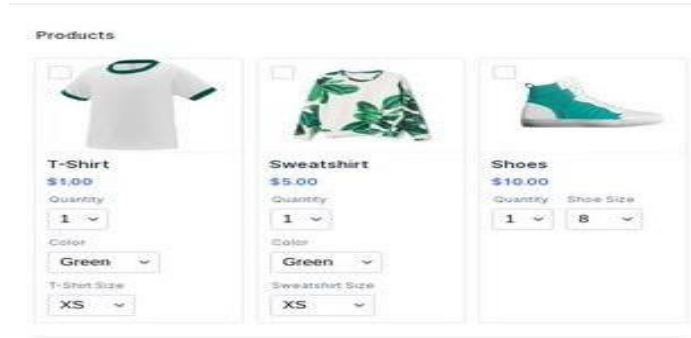 Products
T-Shirt
$1.00
Quantity
1
Color
Green
T-Shirt Size
XS
Sweatshirt
$5.00
Quantity
1
Color
Green
Sweatshirt Size
XS
Shoes
$10.00
Quantity Shoe Size
1 8